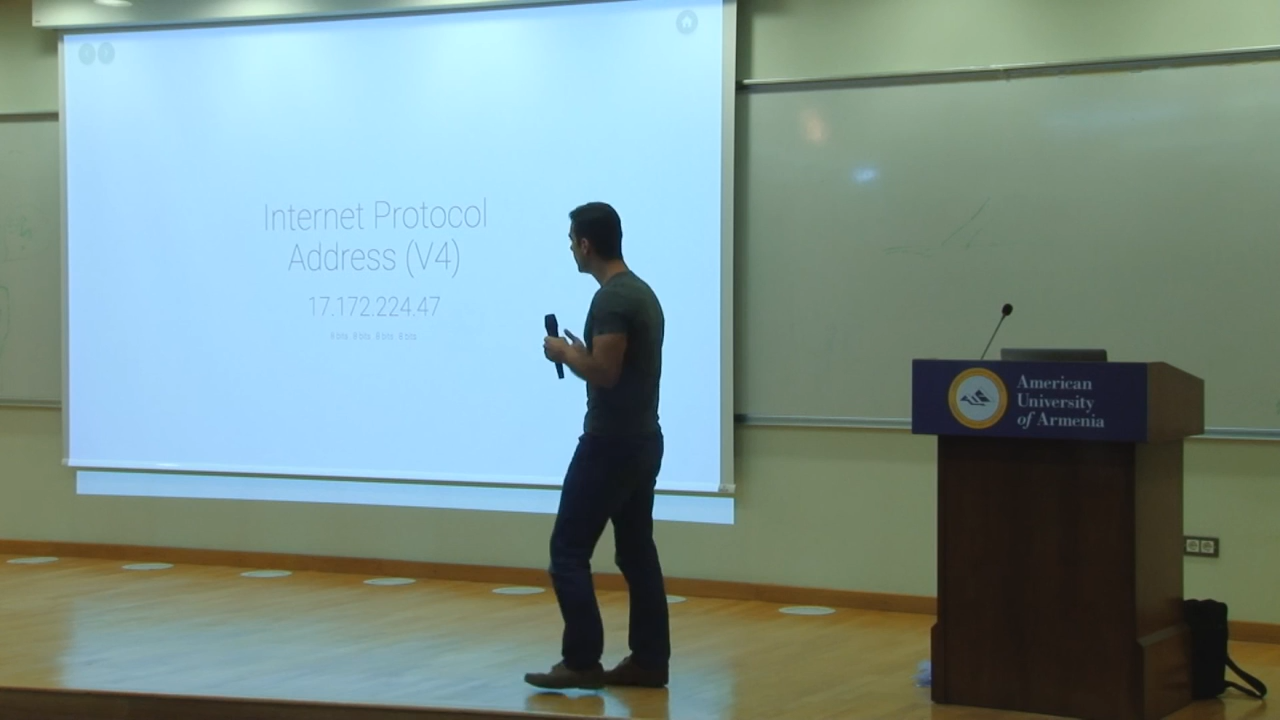 Internet Protocol
Address (V4)
17.172.224.47
8 bits. 8 bits. 8 bits. 8 bits
American
University
of Armenia